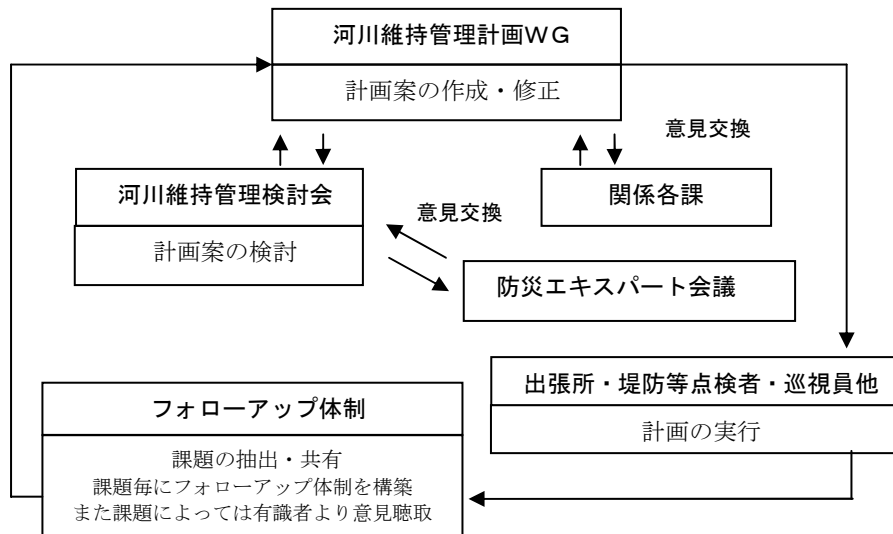 河川維持管理計画ＷＧ
計画案の作成・修正
意見交換
河川維持管理検討会
計画案の検討
関係各課
意見交換
防災エキスパート会議
出張所・堤防等点検者・巡視員他
計画の実行
フォローアップ体制
課題の抽出・共有
課題毎にフォローアップ体制を構築
また課題によっては有識者より意見聴取